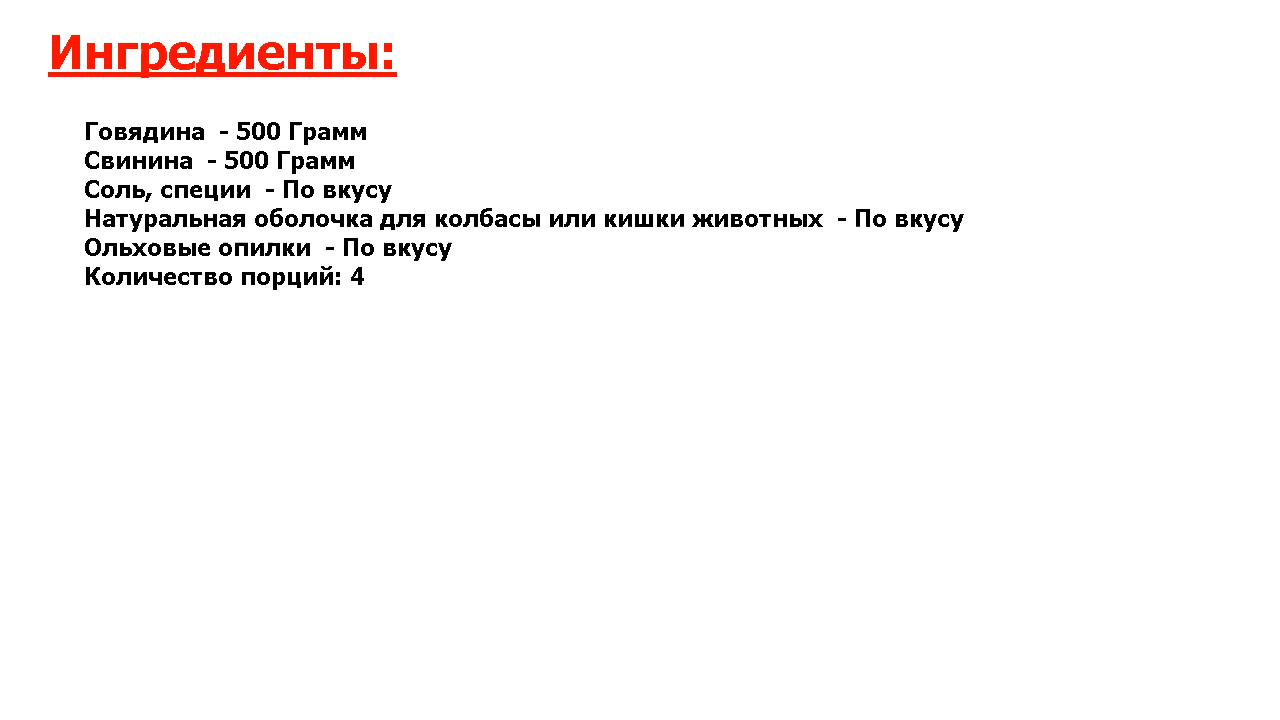 Ингредиенты:
Говядина  - 500 Грамм
Свинина  - 500 Грамм
Соль, специи  - По вкусу
Натуральная оболочка для колбасы или кишки животных  - По вкусу
Ольховые опилки  - По вкусу
Количество порций: 4